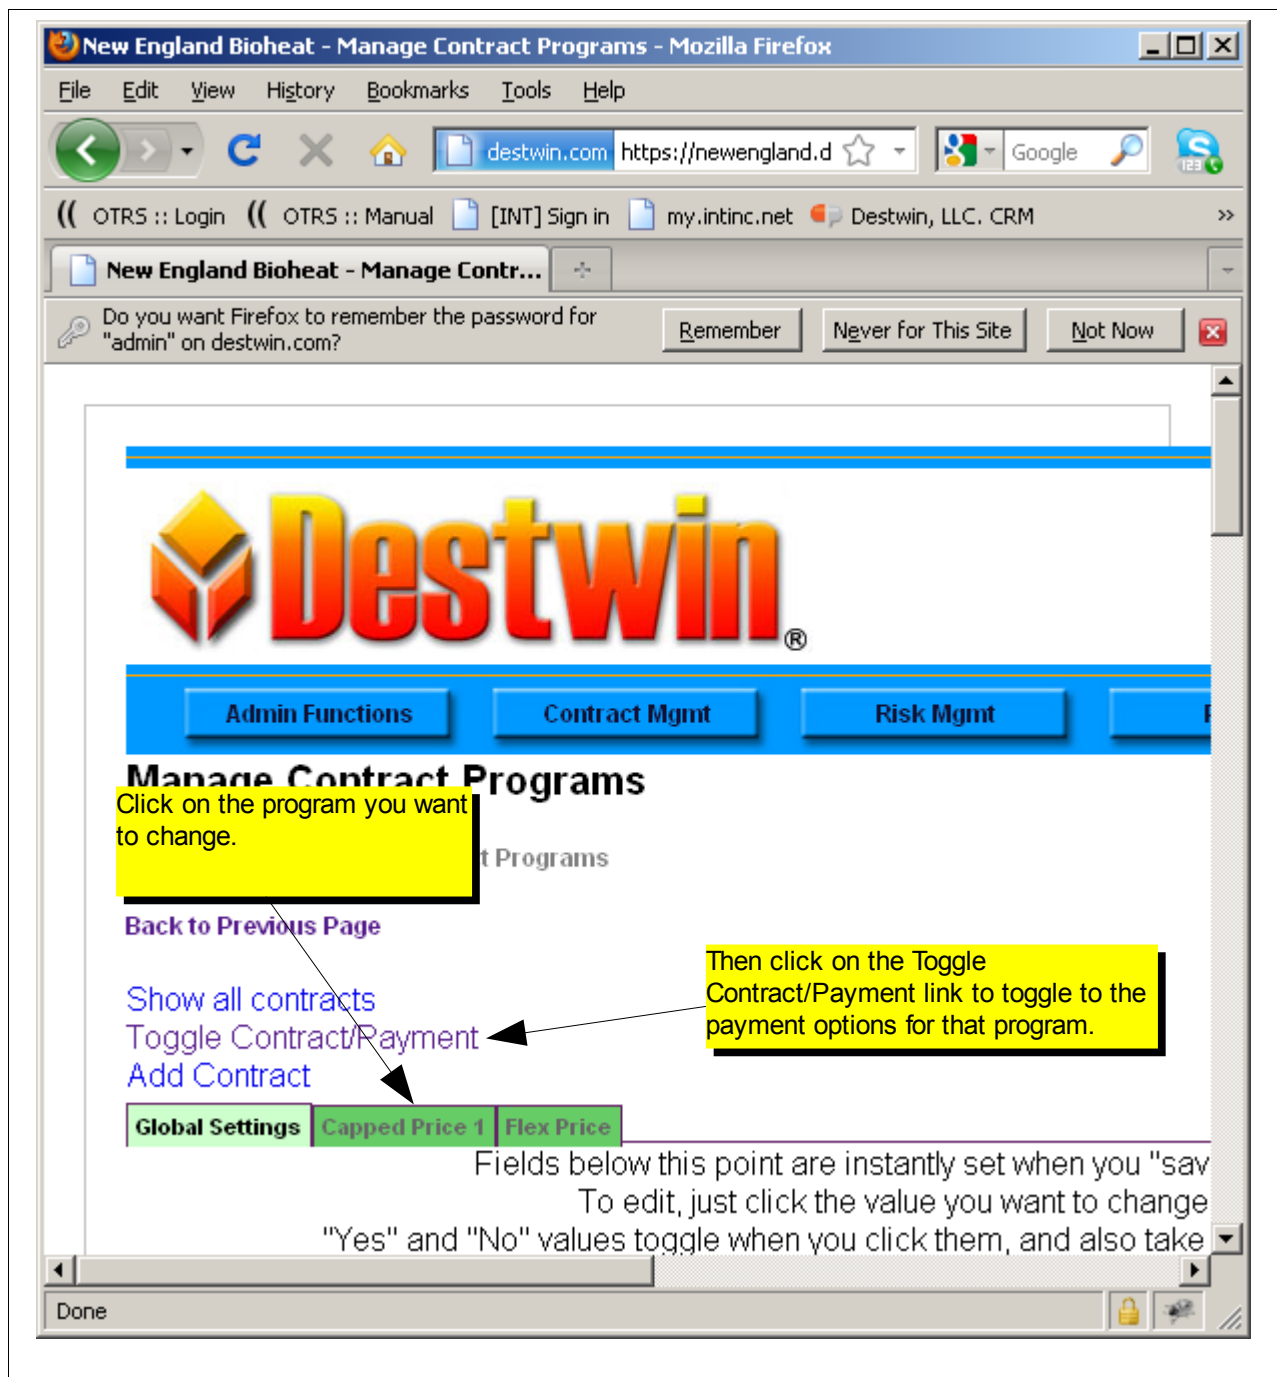 New England Bioheat - Manage Contract Programs - Mozilla Firefox
File Edit View History Bookmarks Tools Help
destwin.com https://newengland.d Google
123
OTRS :: Login OTRS :: Manual [INT] Sign in my.intinc.net Destwin, LLC. CRM »
New England Bioheat - Manage Contr...
Do you want Firefox to remember the password for
"admin" on destwin.com?
Remember Never for This Site Not Now
Destwin®
Admin Functions Contract Mgmt Risk Mgmt
Manage Contract Programs
Click on the program you want
to change.
t Programs
Back to Previous Page
Then click on the Toggle
Contract/Payment link to toggle to the
payment options for that program.
Show all contracts
Toggle Contract/Payment
Add Contract
Global Settings Capped Price 1 Flex Price
Fields below this point are instantly set when you "sav
To edit, just click the value you want to change
"Yes" and "No" values toggle when you click them, and also take
Done